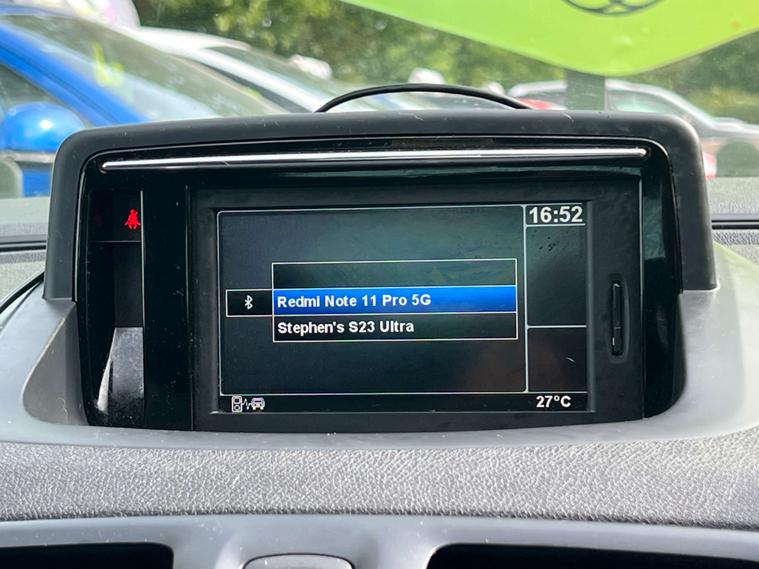 16:52
Redmi Note 11 Pro 5G
Stephen's S23 Ultra
27°C